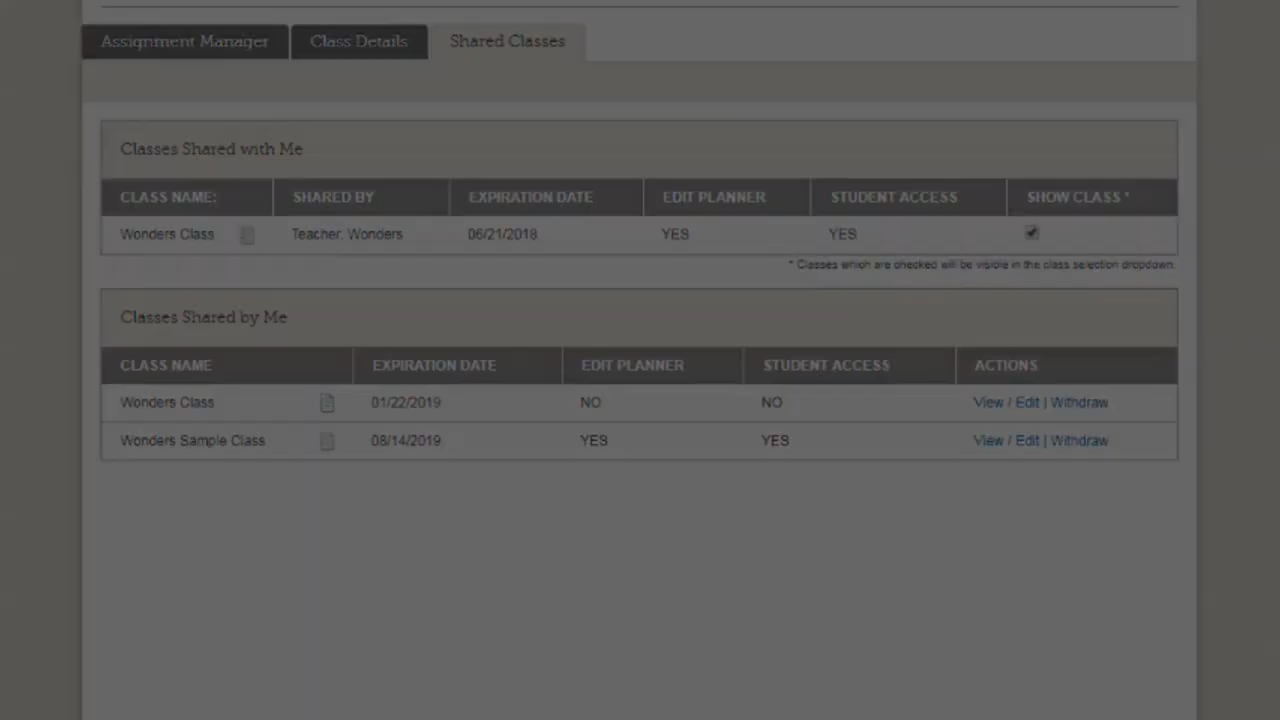 Assignment Manager Class Details Shared Classes
Classes Shared with Me
CLASS NAME: SHARED BY EXPIRATION DATE EDIT PLANNER STUDENT ACCESS SHOW CLASS *
Wonders Class Teacher, Wonders 06/21/2018 YES YES
* Classes which are checked will be visible in the class selection dropdown.
Classes Shared by Me
CLASS NAME EXPIRATION DATE EDIT PLANNER STUDENT ACCESS ACTIONS
Wonders Class 01/22/2019 NO NO View / Edit | Withdraw
Wonders Sample Class 08/14/2019 YES YES View / Edit | Withdraw